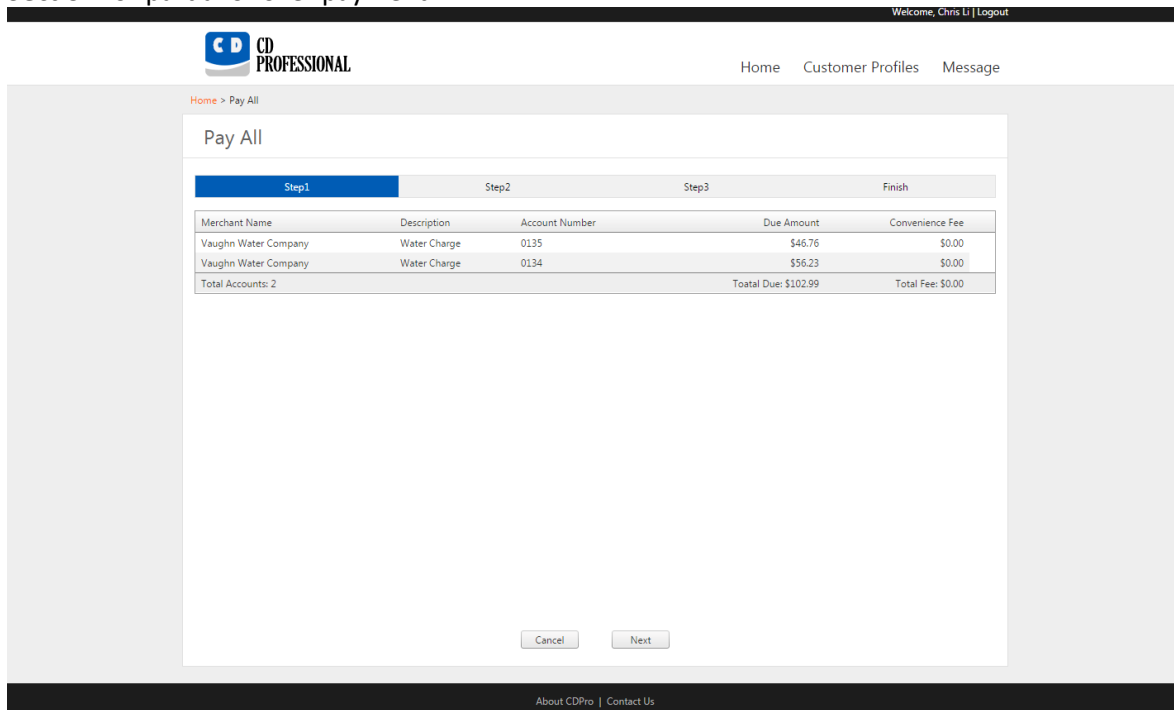 Welcome, Chris Li | Logout
C D CD
PROFESSIONAL
Home Customer Profiles Message
Home > Pay All
Pay All
Step1 Step2 Step3 Finish
Merchant Name Description Account Number Due Amount Convenience Fee
Vaughn Water Company Water Charge 0135 $46.76 $0.00
Vaughn Water Company Water Charge 0134 $56.23 $0.00
Total Accounts: 2 Toatal Due: $102.99 Total Fee: $0.00
Cancel Next
About CDPro | Contact Us